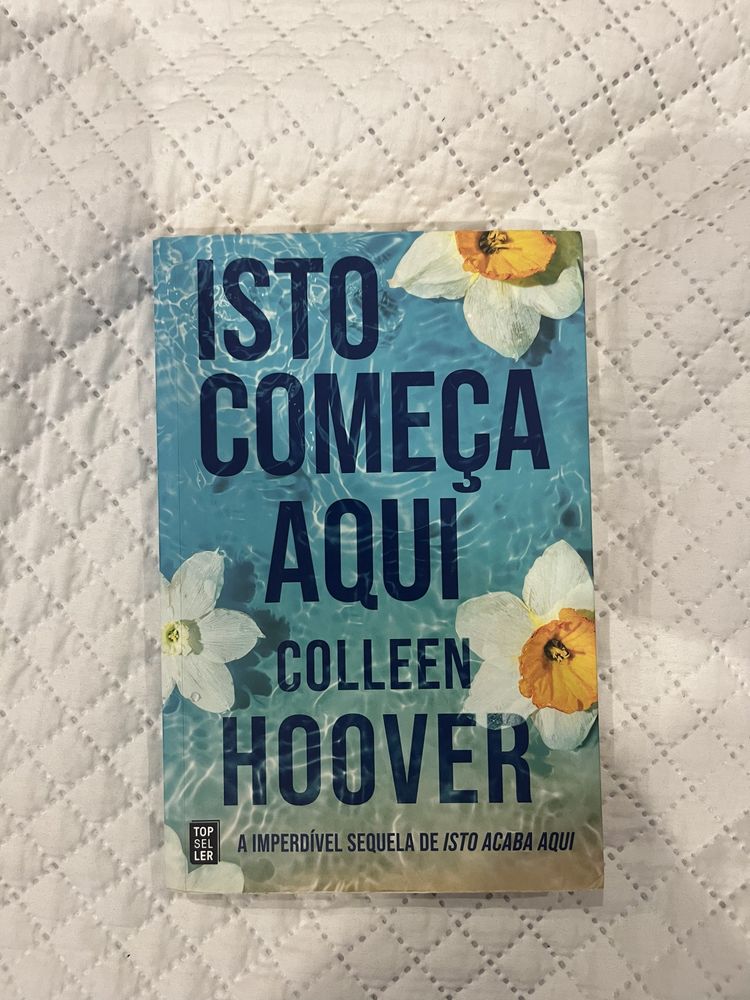 ISTO
COMEÇA
AQUI
COLLEEN
HOOVER
TOP
SEL
LER
A IMPERDÍVEL SEQUELA DE ISTO ACABA AQUI